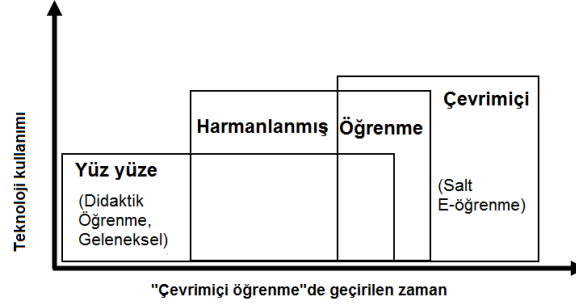 Teknoloji kullanımı
Yüz yüze
(Didaktik
Öğrenme,
Geleneksel)
Harmanlanmış Öğrenme
Çevrimiçi
(Salt
E-öğrenme)
"Çevrimiçi öğrenme"de geçirilen zaman